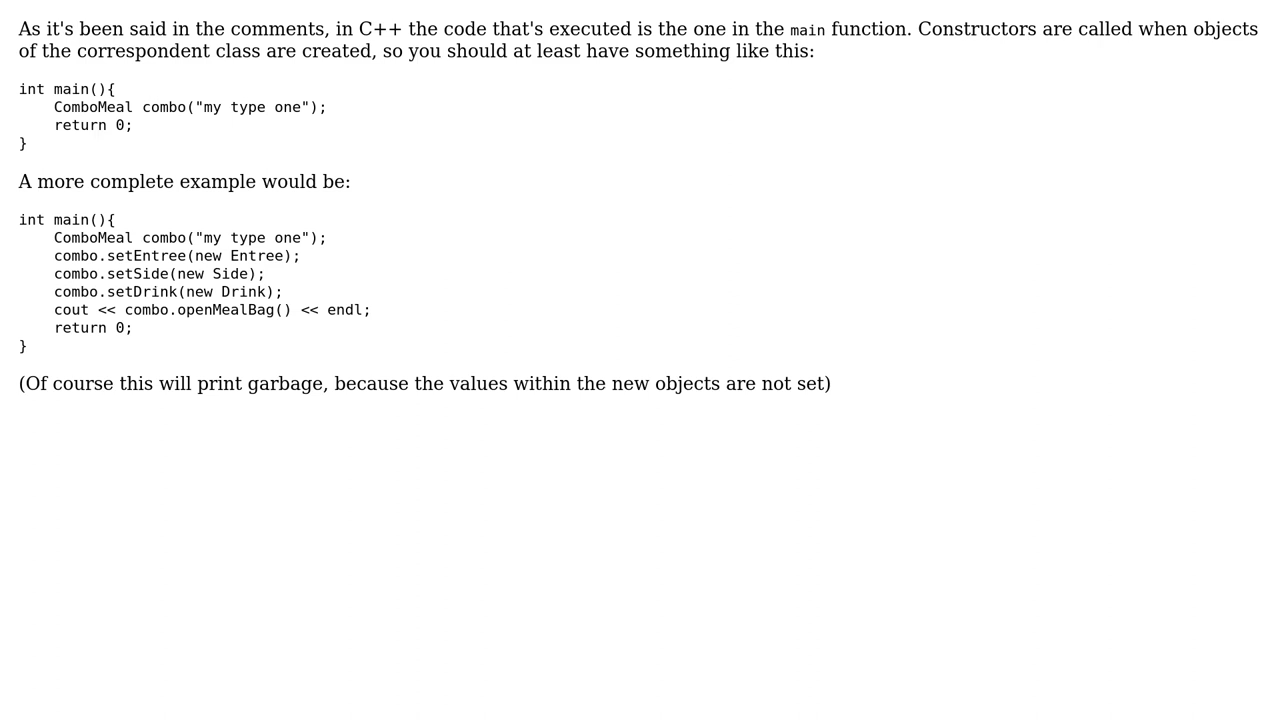 As it's been said in the comments, in C++ the code that's executed is the one in the main function. Constructors are called when objects
of the correspondent class are created, so you should at least have something like this:
int main(){
    ComboMeal combo("my type one");
    return 0;
}
A more complete example would be:
int main(){
    ComboMeal combo("my type one");
    combo.setEntree(new Entree);
    combo.setSide(new Side);
    combo.setDrink(new Drink);
    cout << combo.openMealBag() << endl;
    return 0;
}
(Of course this will print garbage, because the values within the new objects are not set)